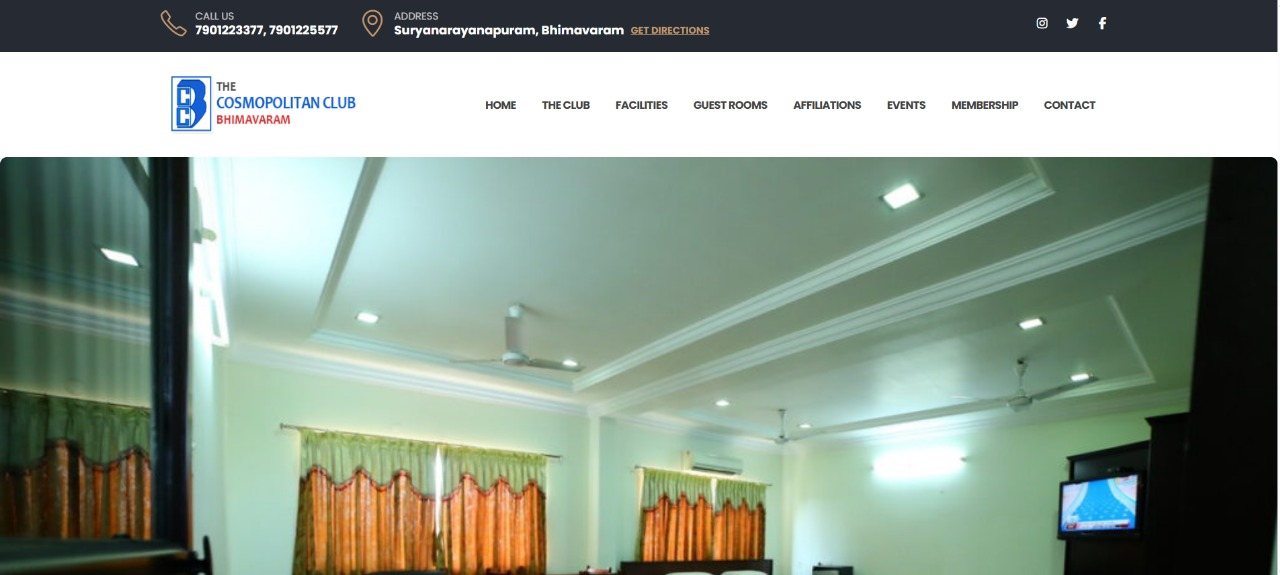 CALL US
7901223377, 7901225577
ADDRESS
Suryanarayanapuram, Bhimavaram GET DIRECTIONS
THE
COSMOPOLITAN CLUB
BHIMAVARAM
HOME THE CLUB FACILITIES GUEST ROOMS AFFILIATIONS EVENTS MEMBERSHIP CONTACT